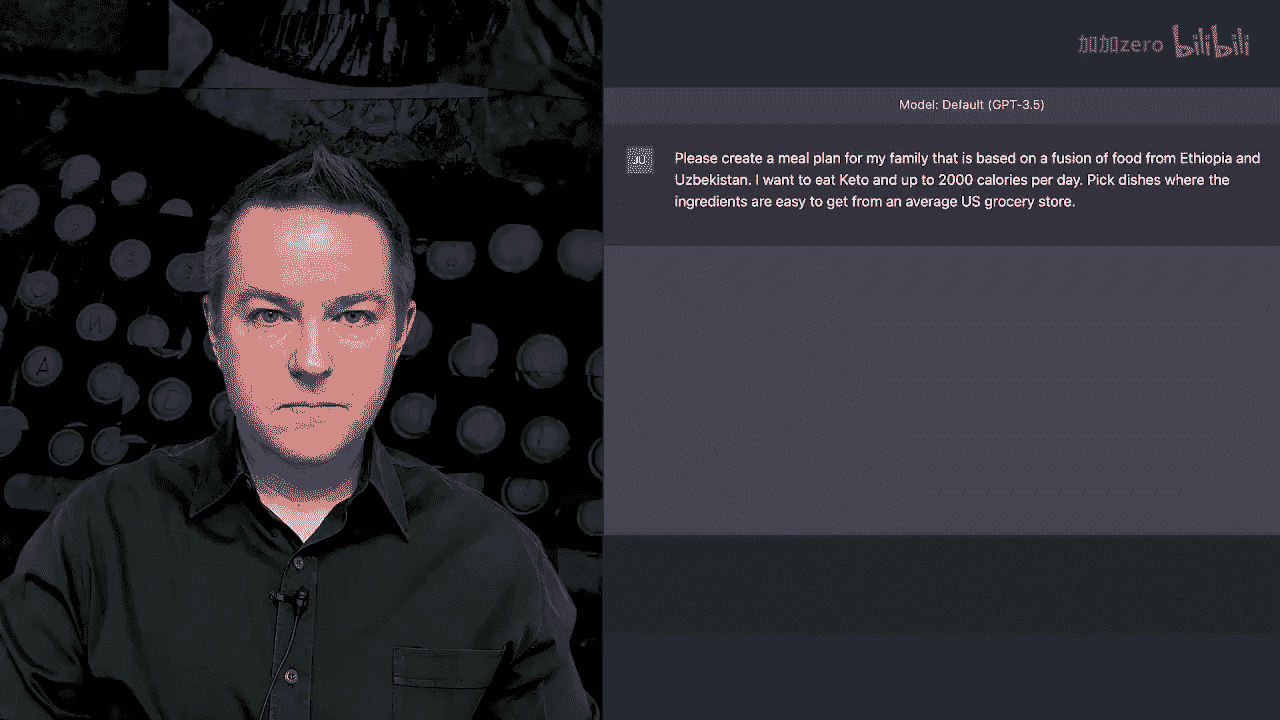 加加zero bilibili
Model: Default (GPT-3.5)
JU
Please create a meal plan for my family that is based on a fusion of food from Ethiopia and
Uzbekistan. I want to eat Keto and up to 2000 calories per day. Pick dishes where the
ingredients are easy to get from an average US grocery store.